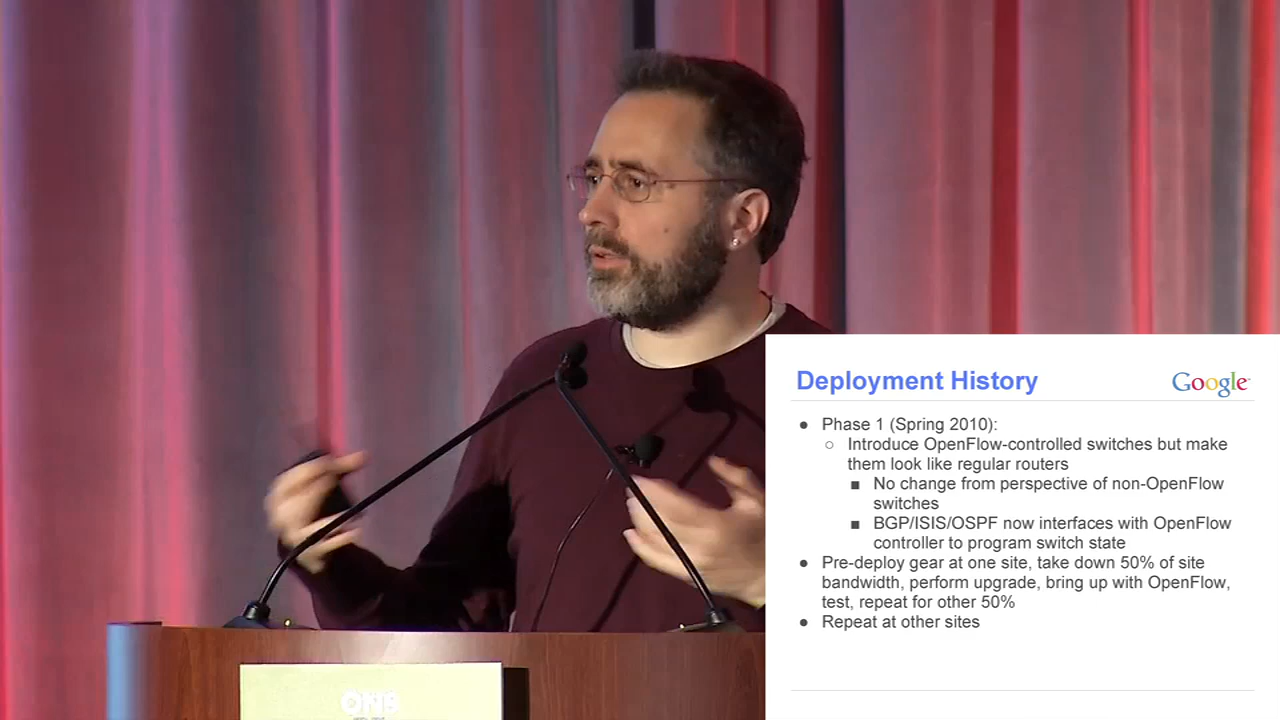 Deployment History
Google
● Phase 1 (Spring 2010):
○ Introduce OpenFlow-controlled switches but make
them look like regular routers
■ No change from perspective of non-OpenFlow
switches
■ BGP/ISIS/OSPF now interfaces with OpenFlow
controller to program switch state
● Pre-deploy gear at one site, take down 50% of site
bandwidth, perform upgrade, bring up with OpenFlow,
test, repeat for other 50%
● Repeat at other sites